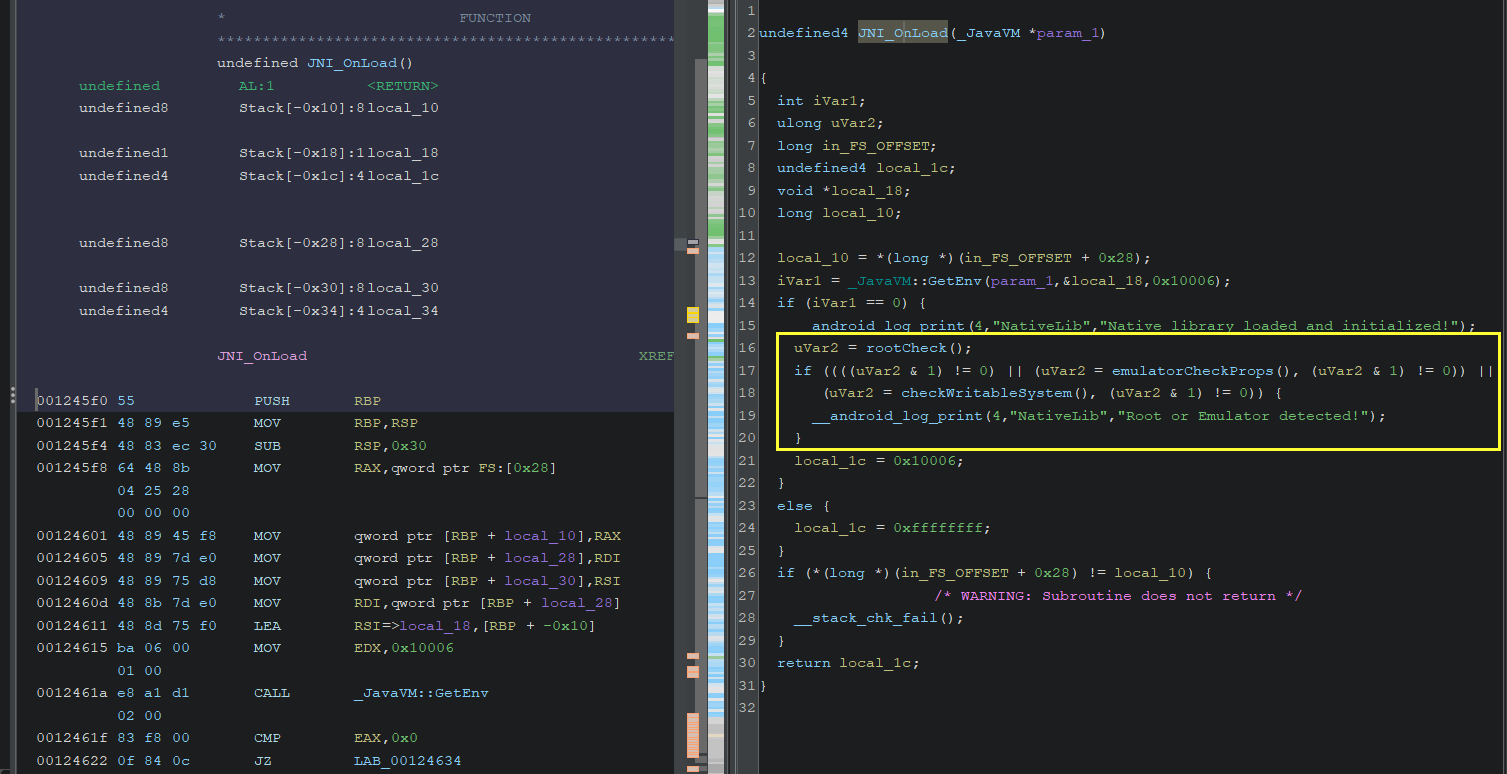 * FUNCTION
***************************************************
undefined JNI_OnLoad()
undefined AL:1 <RETURN>
undefined8 Stack[-0x10]:8 local_10
undefined1 Stack[-0x18]:1 local_18
undefined4 Stack[-0x1c]:4 local_1c
undefined8 Stack[-0x28]:8 local_28
undefined8 Stack[-0x30]:8 local_30
undefined4 Stack[-0x34]:4 local_34
JNI_OnLoad XREF
001245f0 55 PUSH RBP
001245f1 48 89 e5 MOV RBP,RSP
001245f4 48 83 ec 30 SUB RSP,0x30
001245f8 64 48 8b MOV RAX,qword ptr FS:[0x28]
04 25 28
00 00 00
00124601 48 89 45 f8 MOV qword ptr [RBP + local_10],RAX
00124605 48 89 7d e0 MOV qword ptr [RBP + local_28],RDI
00124609 48 89 75 d8 MOV qword ptr [RBP + local_30],RSI
0012460d 48 8b 7d e0 MOV RDI,qword ptr [RBP + local_28]
00124611 48 8d 75 f0 LEA RSI=>local_18,[RBP + -0x10]
00124615 ba 06 00 MOV EDX,0x10006
01 00
0012461a e8 a1 d1 CALL _JavaVM::GetEnv
02 00
0012461f 83 f8 00 CMP EAX,0x0
00124622 0f 84 0c JZ LAB_00124634
1
2 undefined4 JNI_OnLoad(_JavaVM *param_1)
3
4 {
5 int iVar1;
6 ulong uVar2;
7 long in_FS_OFFSET;
8 undefined4 local_1c;
9 void *local_18;
10 long local_10;
11
12 local_10 = *(long *)(in_FS_OFFSET + 0x28);
13 iVar1 = _JavaVM::GetEnv(param_1,&local_18,0x10006);
14 if (iVar1 == 0) {
15 __android_log_print(4,"NativeLib","Native library loaded and initialized!");
16 uVar2 = rootCheck();
17 if ((((uVar2 & 1) != 0) || (uVar2 = emulatorCheckProps(), (uVar2 & 1) != 0)) ||
18 (uVar2 = checkWritableSystem(), (uVar2 & 1) != 0)) {
19 __android_log_print(4,"NativeLib","Root or Emulator detected!");
20 }
21 local_1c = 0x10006;
22 }
23 else {
24 local_1c = 0xffffffff;
25 }
26 if (*(long *)(in_FS_OFFSET + 0x28) != local_10) {
27 /* WARNING: Subroutine does not return */
28 __stack_chk_fail();
29 }
30 return local_1c;
31 }
32